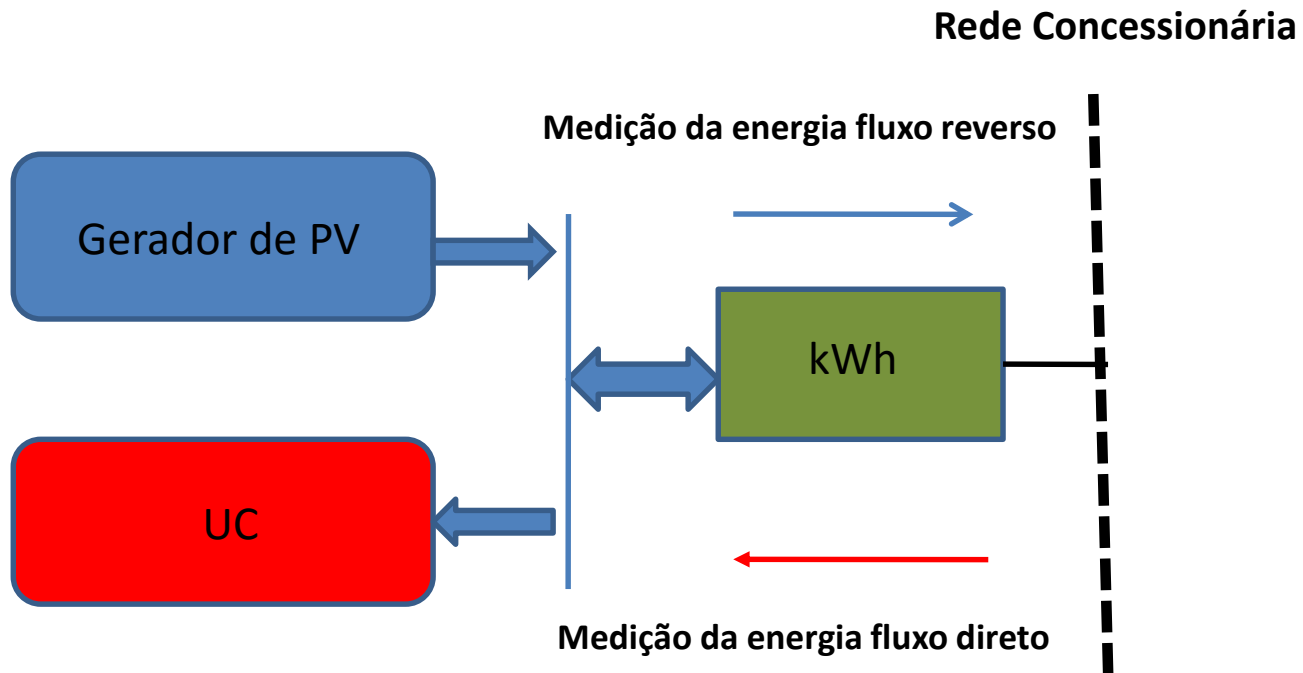 Rede Concessionária
Medição da energia fluxo reverso
Gerador de PV
kWh
UC
Medição da energia fluxo direto